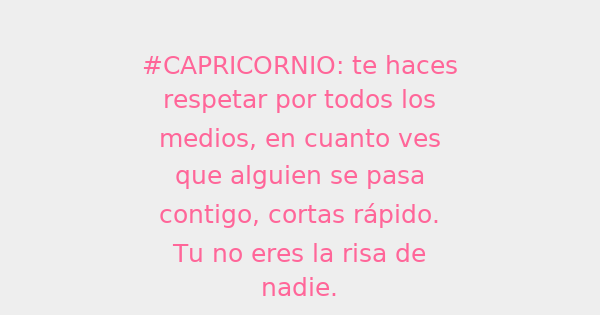 #CAPRICORNIO: te haces
respetar por todos los
medios, en cuanto ves
que alguien se pasa
contigo, cortas rápido.
Tu no eres la risa de
nadie.